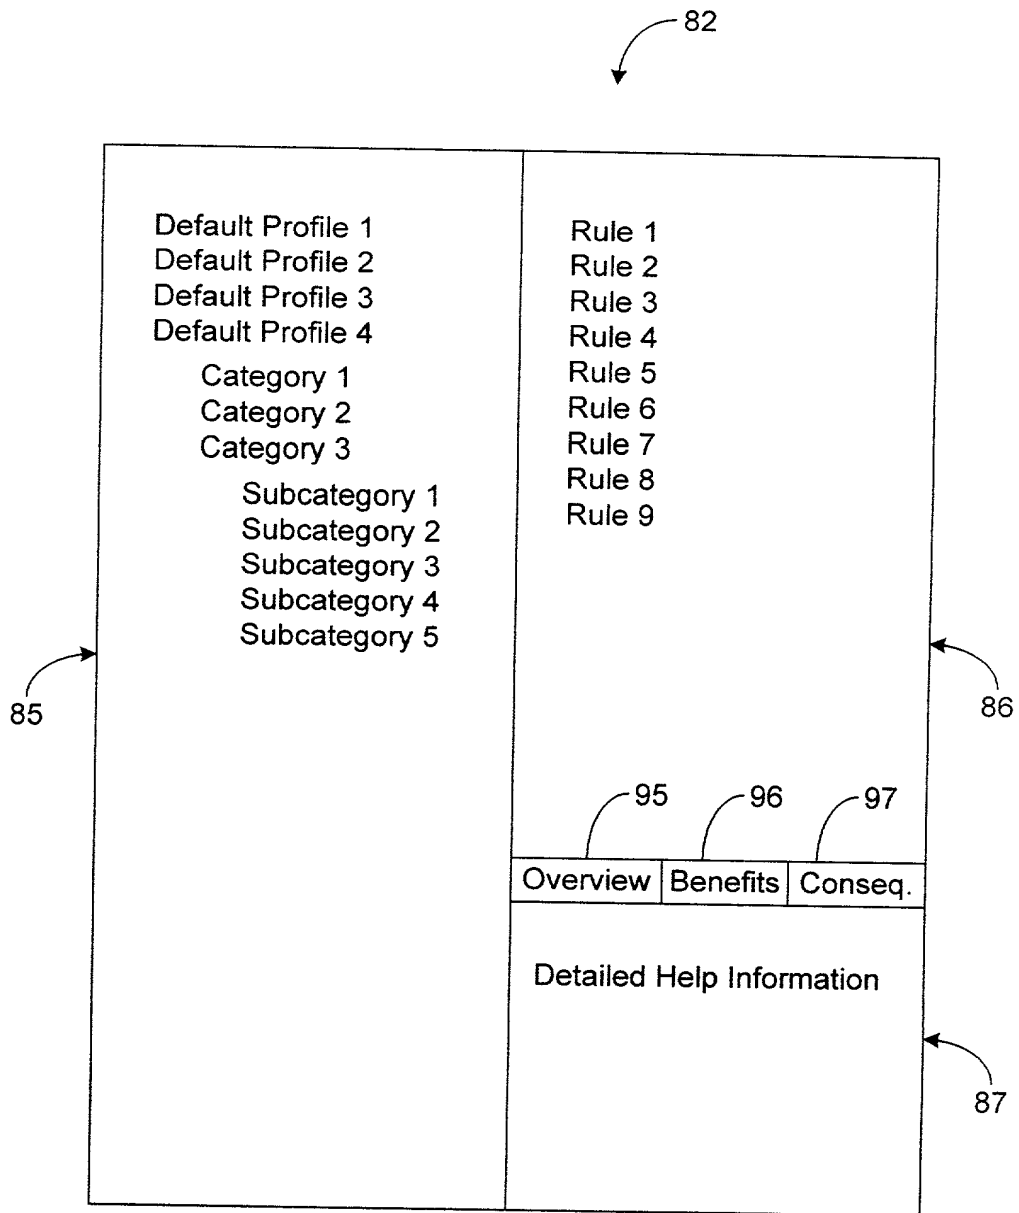 82
Default Profile 1
Default Profile 2
Default Profile 3
Default Profile 4
Category 1
Category 2
Category 3
Subcategory 1
Subcategory 2
Subcategory 3
Subcategory 4
Subcategory 5
85
Rule 1
Rule 2
Rule 3
Rule 4
Rule 5
Rule 6
Rule 7
Rule 8
Rule 9
86
95
96
97
Overview
Benefits
Conseq.
Detailed Help Information
87